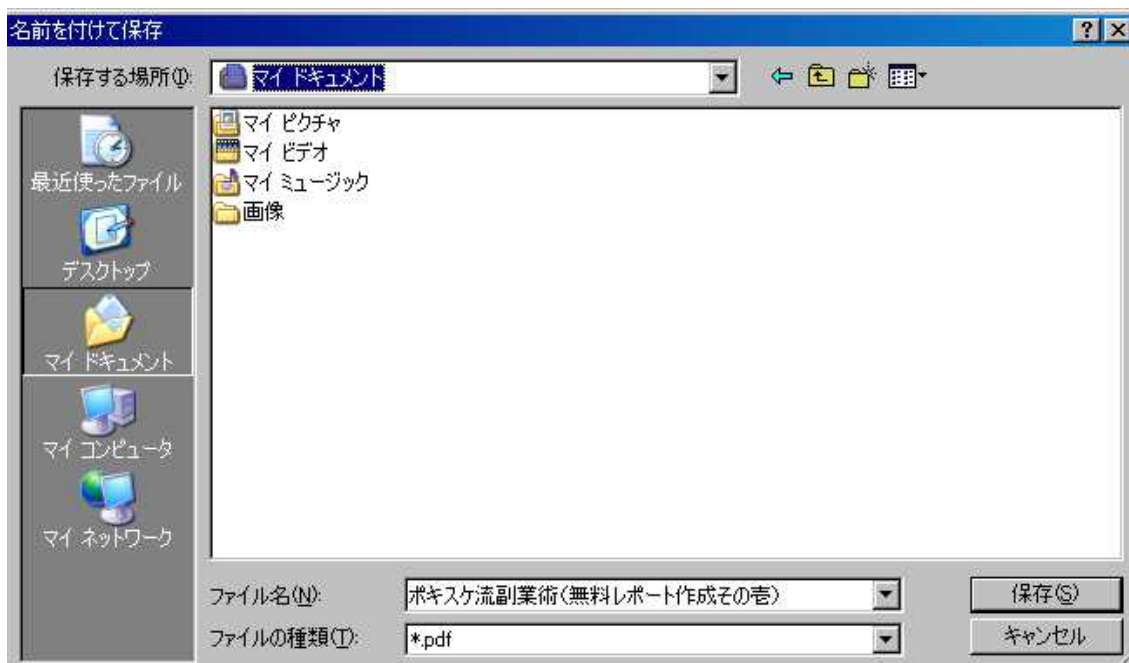 名前を付けて保存
保存する場所(I):
マイ ドキュメント
最近使ったファイル
デスクトップ
マイ ドキュメント
マイ コンピュータ
マイ ネットワーク
マイ ピクチャ
マイ ビデオ
マイ ミュージック
画像
ファイル名(N):
ポキスケ流副業術(無料レポート作成その壱)
保存(S)
ファイルの種類(T):
*.pdf
キャンセル